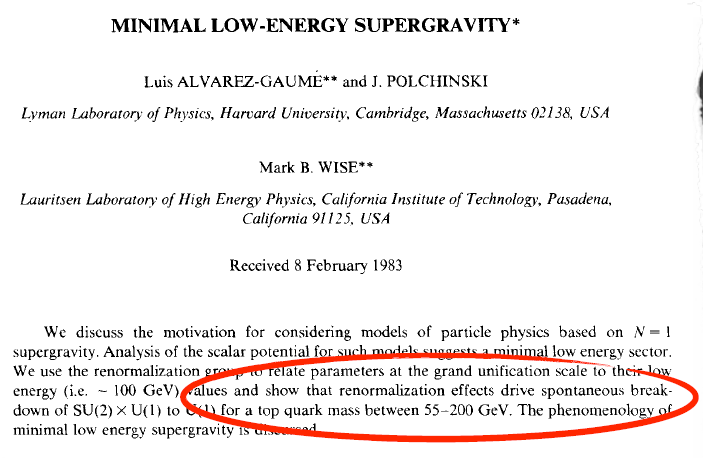 MINIMAL LOW-ENERGY SUPERGRAVITY*
Luis ALVAREZ-GAUMÉ** and J. POLCHINSKI
Lyman Laboratory of Physics, Harvard University, Cambridge, Massachusetts 02138, USA
Mark B. WISE**
Lauritsen Laboratory of High Energy Physics, California Institute of Technology, Pasadena,
California 91125, USA
Received 8 February 1983
We discuss the motivation for considering models of particle physics based on N = 1
supergravity. Analysis of the scalar potential for such models suggests a minimal low energy sector.
We use the renormalization group to relate parameters at the grand unification scale to their low
energy (i.e. ~ 100 GeV) values and show that renormalization effects drive spontaneous break-
down of SU(2) × U(1) to U(1) for a top quark mass between 55–200 GeV. The phenomenology of
minimal low energy supergravity is discussed.